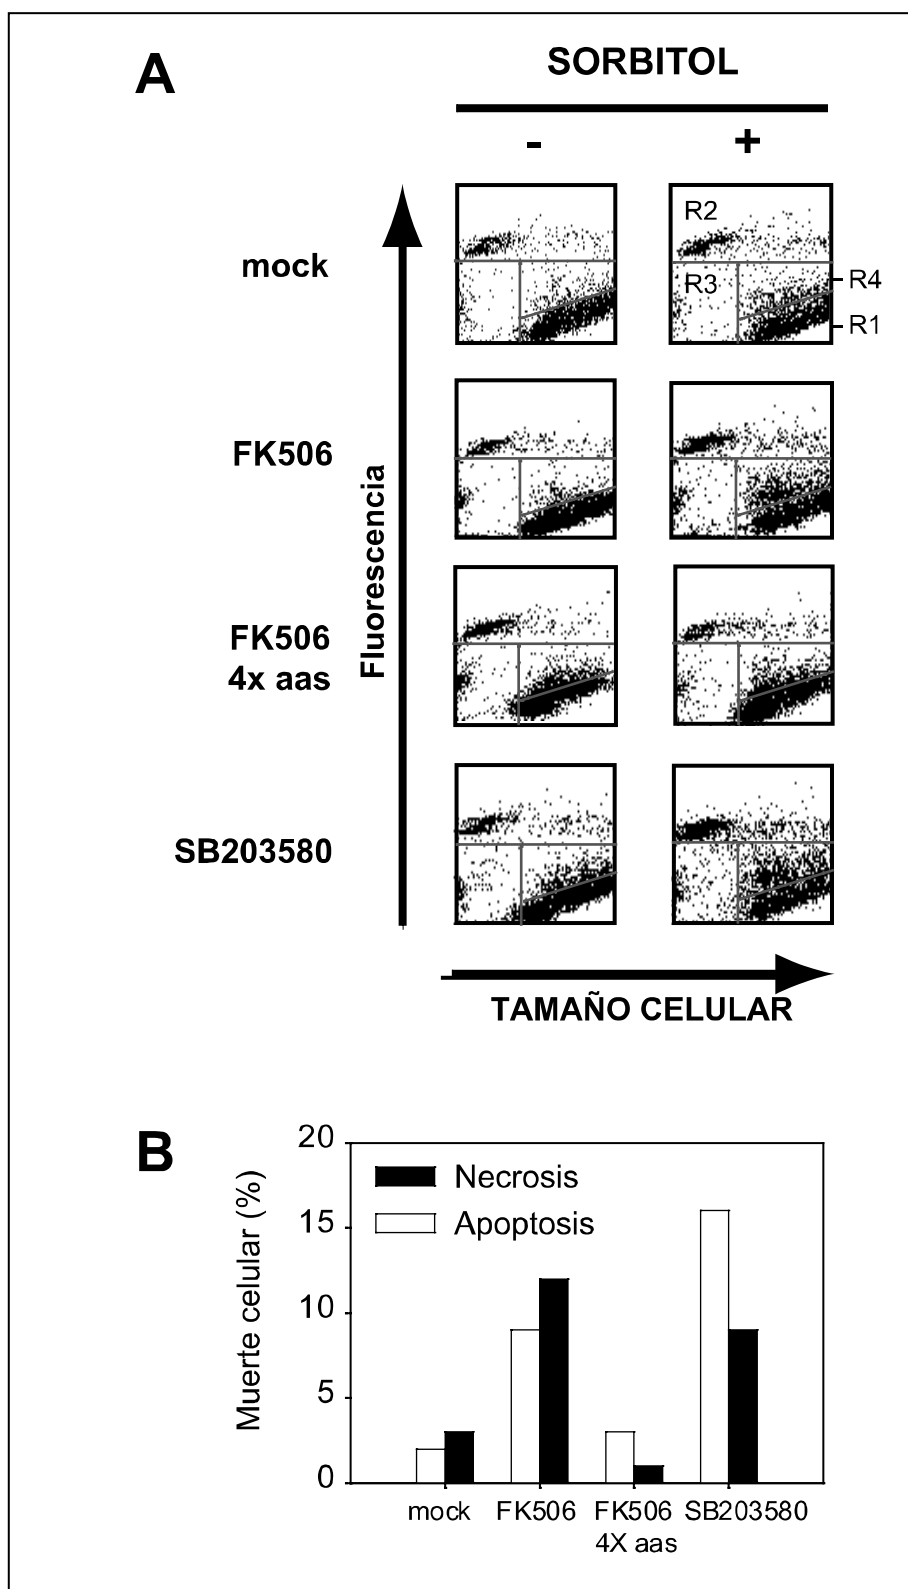 A
SORBITOL
- +
mock
R2
R3
R4
R1
FK506
FK506
4x aas
SB203580
Fluorescencia
TAMAÑO CELULAR
B
Muerte celular (%)
20
15
10
5
0
Necrosis
Apoptosis
mock FK506 FK506 SB203580
4X aas